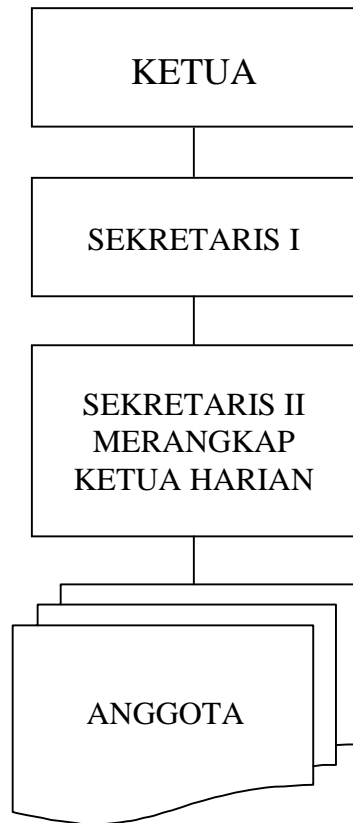 KETUA
SEKRETARIS I
SEKRETARIS II
MERANGKAP
KETUA HARIAN
ANGGOTA